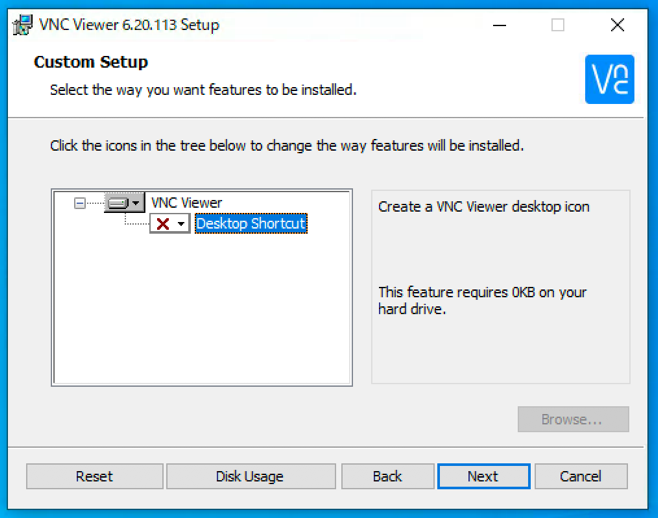 VNC Viewer 6.20.113 Setup
Custom Setup
Select the way you want features to be installed.
VNC
Click the icons in the tree below to change the way features will be installed.
VNC Viewer
Desktop Shortcut
Create a VNC Viewer desktop icon
This feature requires 0KB on your
hard drive.
Browse...
Reset
Disk Usage
Back
Next
Cancel